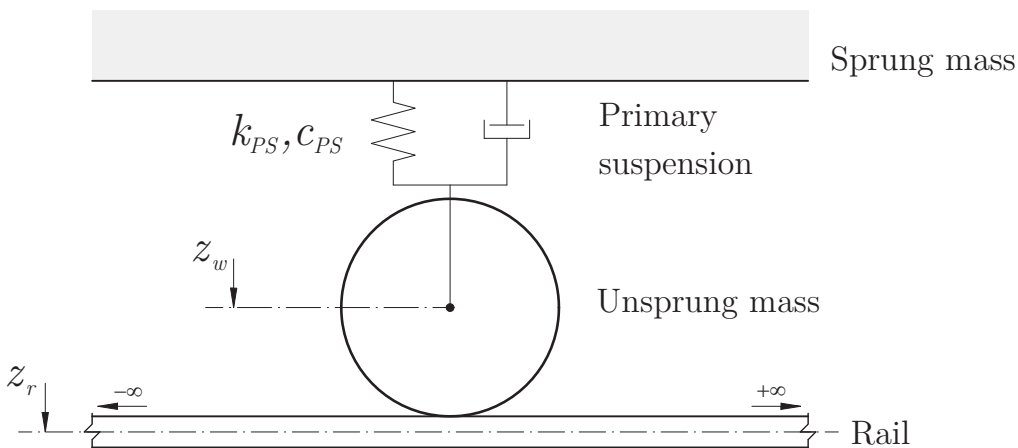 Sprung mass
k_PS, c_PS
Primary
suspension
z_w
Unsprung mass
z_r
−∞
+∞
Rail